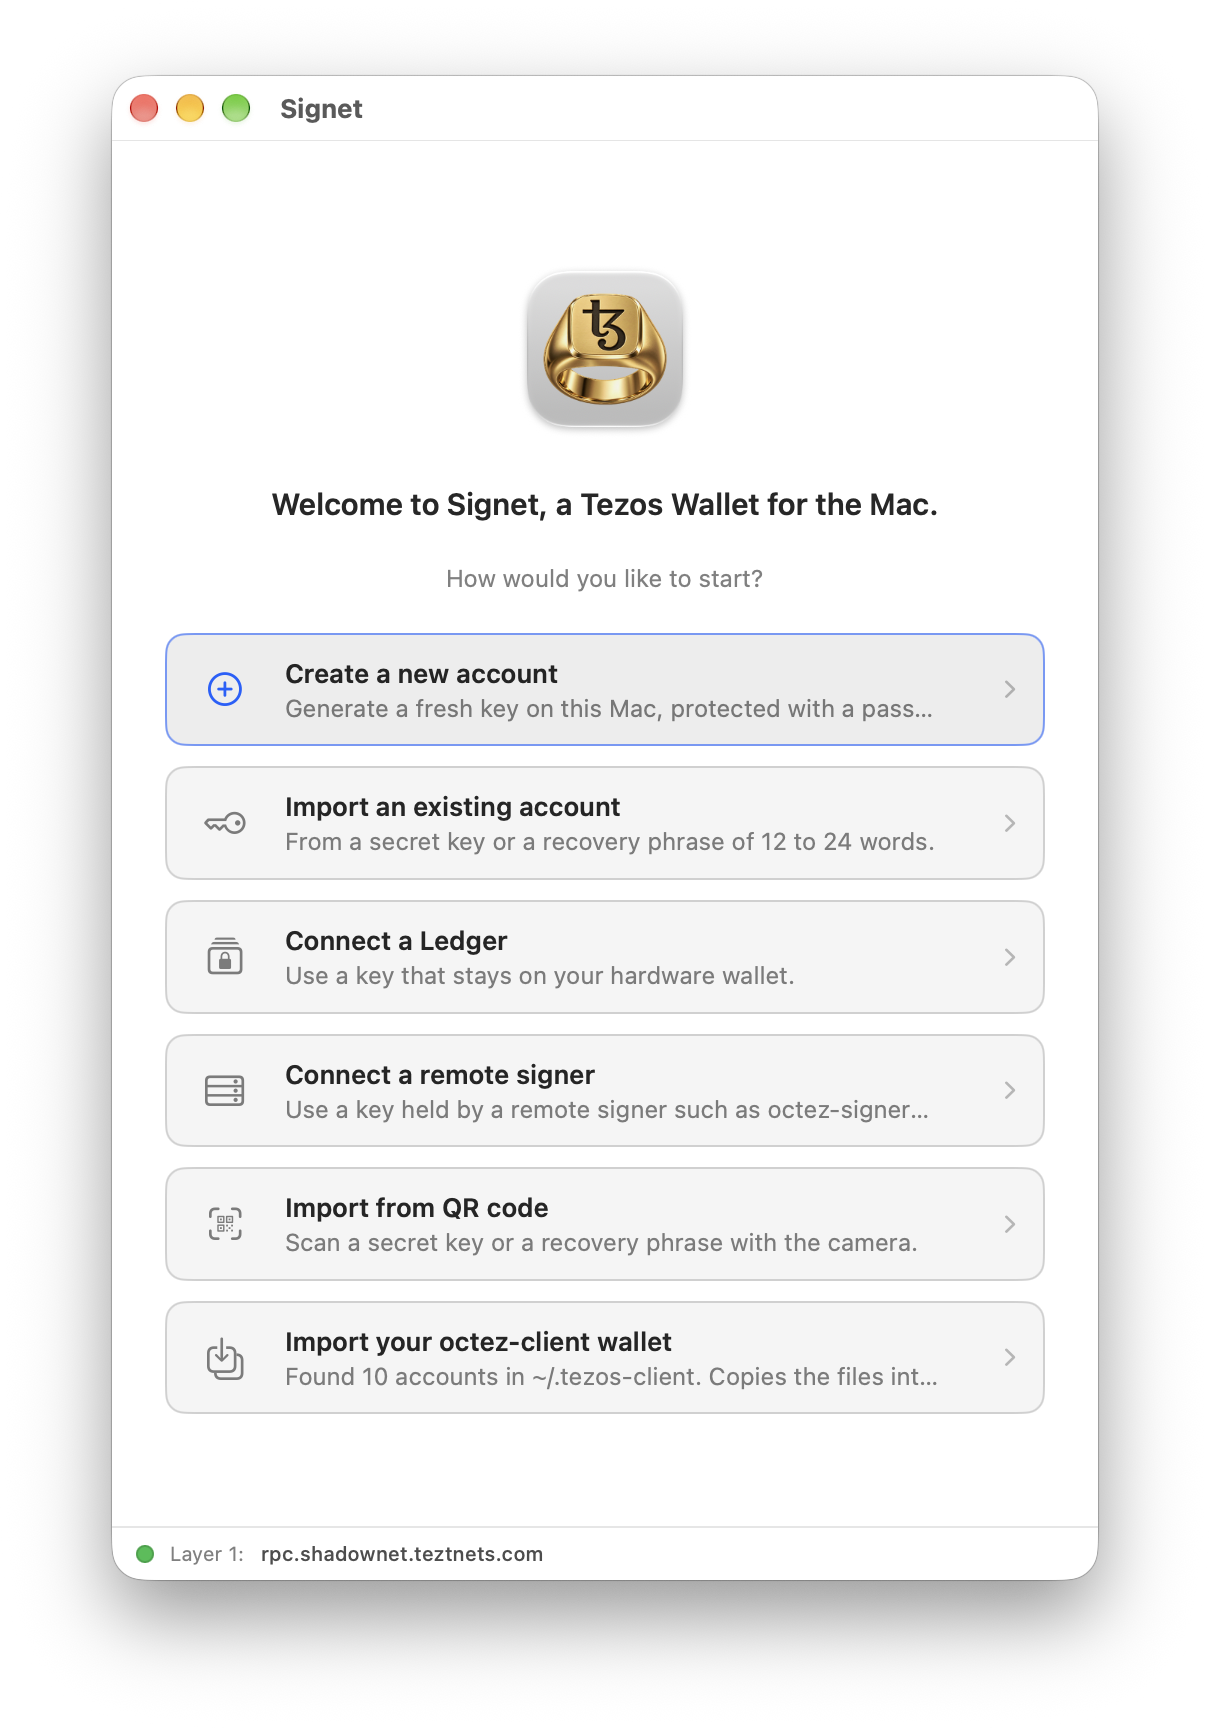 Signet
ꜩ
Welcome to Signet, a Tezos Wallet for the Mac.
How would you like to start?
Create a new account
Generate a fresh key on this Mac, protected with a pass...
Import an existing account
From a secret key or a recovery phrase of 12 to 24 words.
Connect a Ledger
Use a key that stays on your hardware wallet.
Connect a remote signer
Use a key held by a remote signer such as octez-signer...
Import from QR code
Scan a secret key or a recovery phrase with the camera.
Import your octez-client wallet
Found 10 accounts in ~/.tezos-client. Copies the files int...
Layer 1: rpc.shadownet.teztnets.com